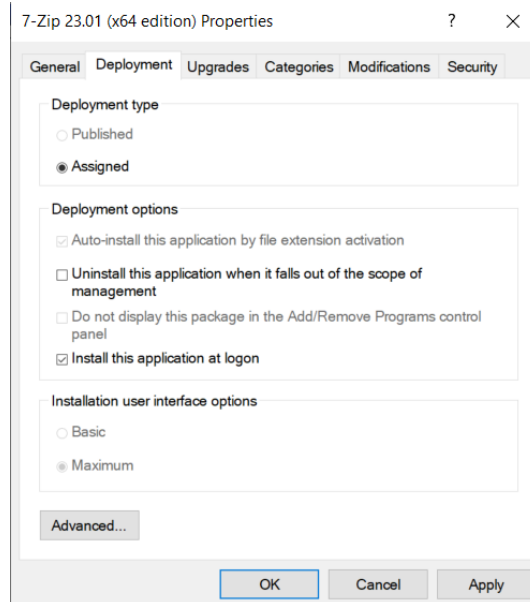 7-Zip 23.01 (x64 edition) Properties
?
General Deployment Upgrades Categories Modifications Security
Deployment type
Published
Assigned
Deployment options
Auto-install this application by file extension activation
Uninstall this application when it falls out of the scope of
management
Do not display this package in the Add/Remove Programs control
panel
Install this application at logon
Installation user interface options
Basic
Maximum
Advanced...
OK Cancel Apply